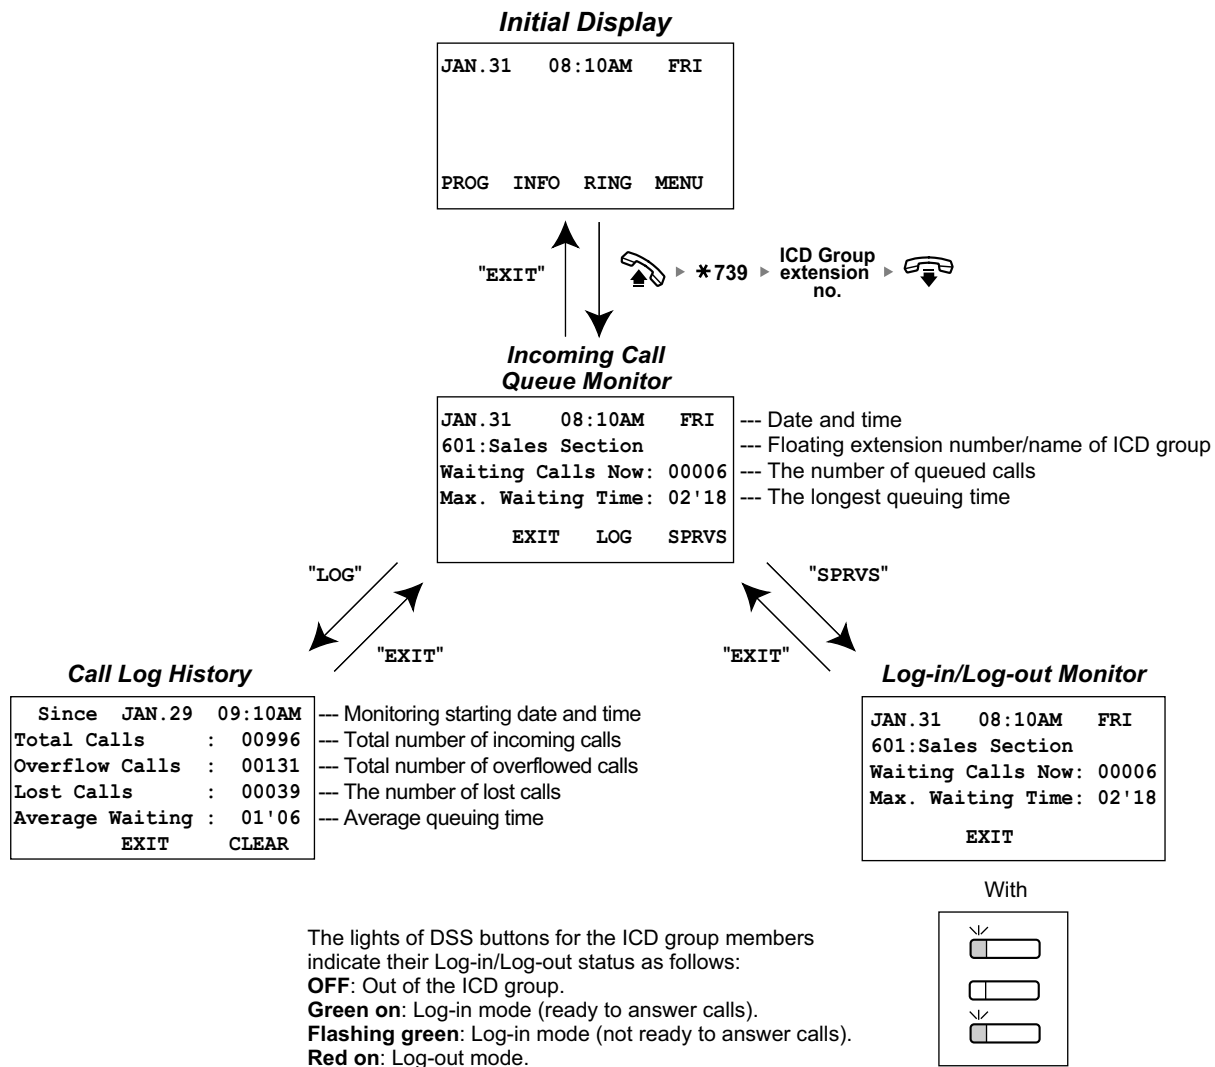 Initial Display
JAN.31 08:10AM FRI
PROG INFO RING MENU
"EXIT"
*739
ICD Group
extension
no.
Incoming Call
Queue Monitor
JAN.31 08:10AM FRI --- Date and time
601:Sales Section --- Floating extension number/name of ICD group
Waiting Calls Now: 00006 --- The number of queued calls
Max. Waiting Time: 02'18 --- The longest queuing time
EXIT LOG SPRVS
"LOG"
"EXIT"
"SPRVS"
"EXIT"
Call Log History
Since JAN.29 09:10AM --- Monitoring starting date and time
Total Calls : 00996 --- Total number of incoming calls
Overflow Calls : 00131 --- Total number of overflowed calls
Lost Calls : 00039 --- The number of lost calls
Average Waiting : 01'06 --- Average queuing time
EXIT CLEAR
Log-in/Log-out Monitor
JAN.31 08:10AM FRI
601:Sales Section
Waiting Calls Now: 00006
Max. Waiting Time: 02'18
EXIT
With
The lights of DSS buttons for the ICD group members
indicate their Log-in/Log-out status as follows:
OFF: Out of the ICD group.
Green on: Log-in mode (ready to answer calls).
Flashing green: Log-in mode (not ready to answer calls).
Red on: Log-out mode.